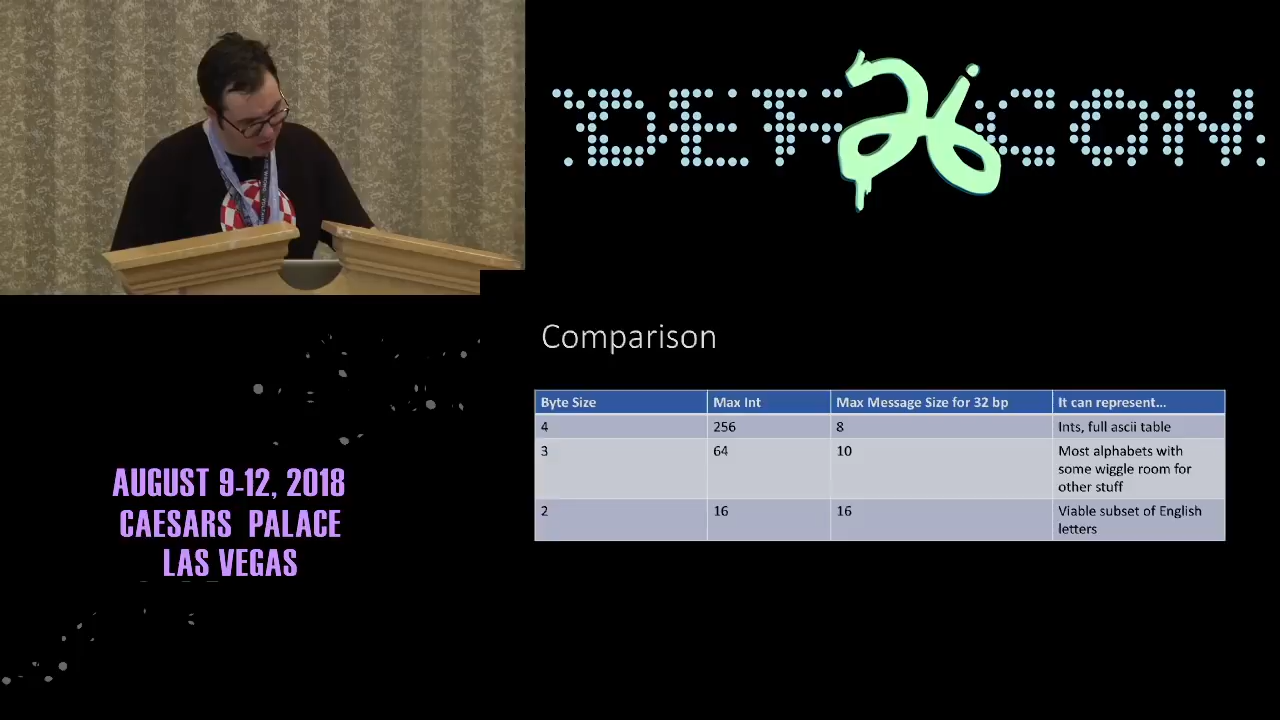 DEF 26 CON
Comparison
Byte Size Max Int Max Message Size for 32 bp It can represent...
4 256 8 Ints, full ascii table
3 64 10 Most alphabets with
some wiggle room for
other stuff
2 16 16 Viable subset of English
letters
AUGUST 9-12, 2018
CAESARS PALACE
LAS VEGAS